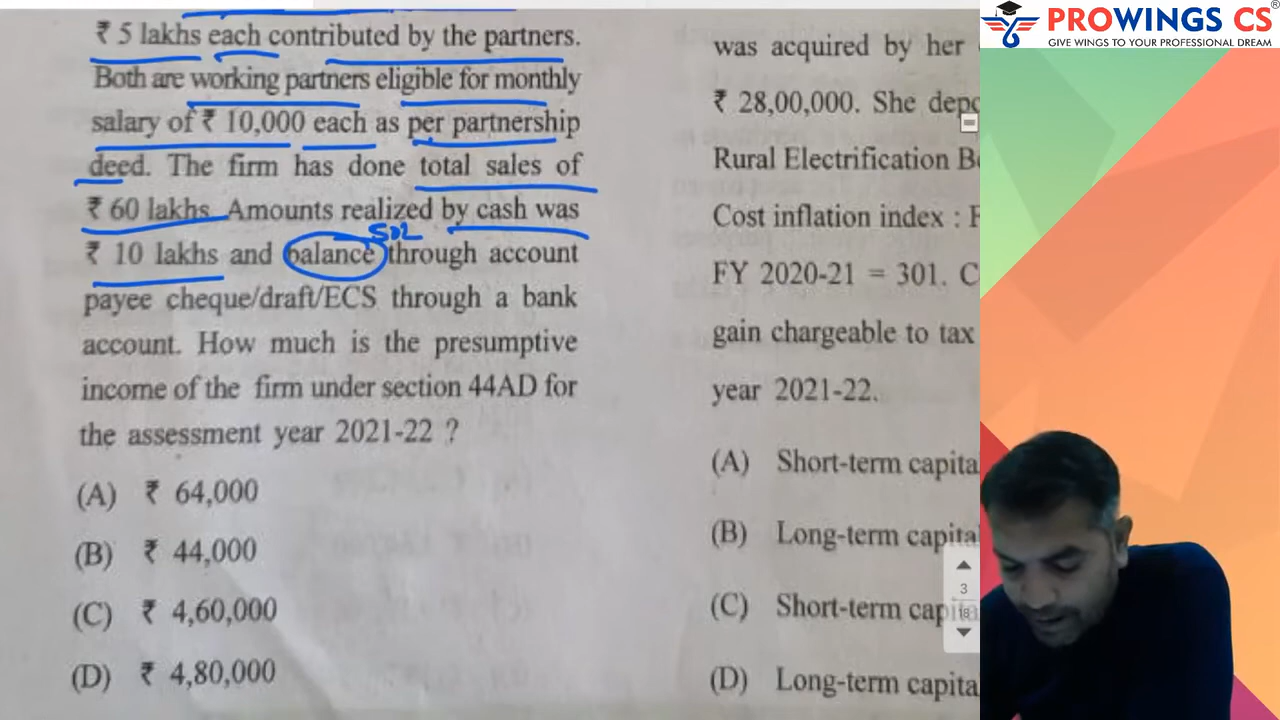 ₹ 5 lakhs each contributed by the partners.
Both are working partners eligible for monthly
salary of ₹ 10,000 each as per partnership
deed. The firm has done total sales of
₹ 60 lakhs. Amounts realized by cash was
50L
₹ 10 lakhs and balance through account
payee cheque/draft/ECS through a bank
account. How much is the presumptive
income of the firm under section 44AD for
the assessment year 2021-22 ?
(A) ₹ 64,000
(B) ₹ 44,000
(C) ₹ 4,60,000
(D) ₹ 4,80,000
was acquired by her
₹ 28,00,000. She
Rural Electrification
Cost inflation index :
FY 2020-21 = 301.
gain chargeable to tax
year 2021-22.
(A) Short-term
(B) Long-term
(C) Short-term
(D) Long-term
3
18
PROWINGS CS®
GIVE WINGS TO YOUR PROFESSIONAL DREAM